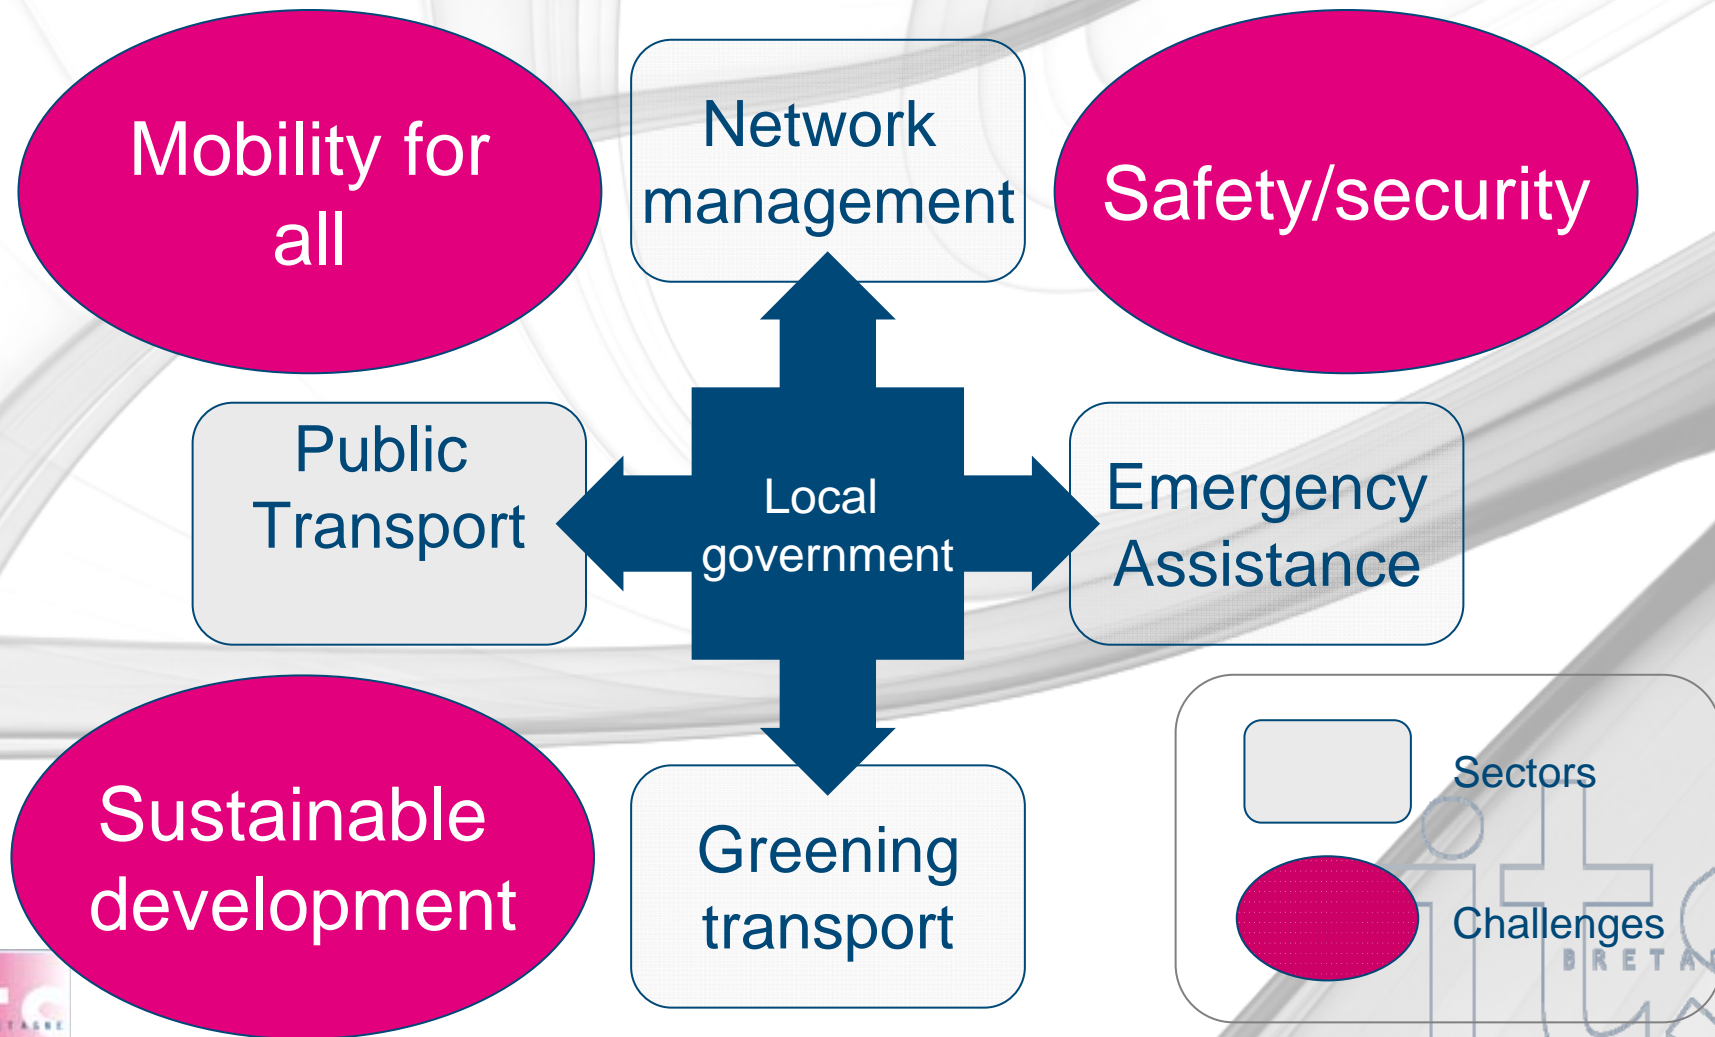 Mobility for
all
Network
management
Safety/security
Public
Transport
Local
government
Emergency
Assistance
Sustainable
development
Greening
transport
Sectors
Challenges
its